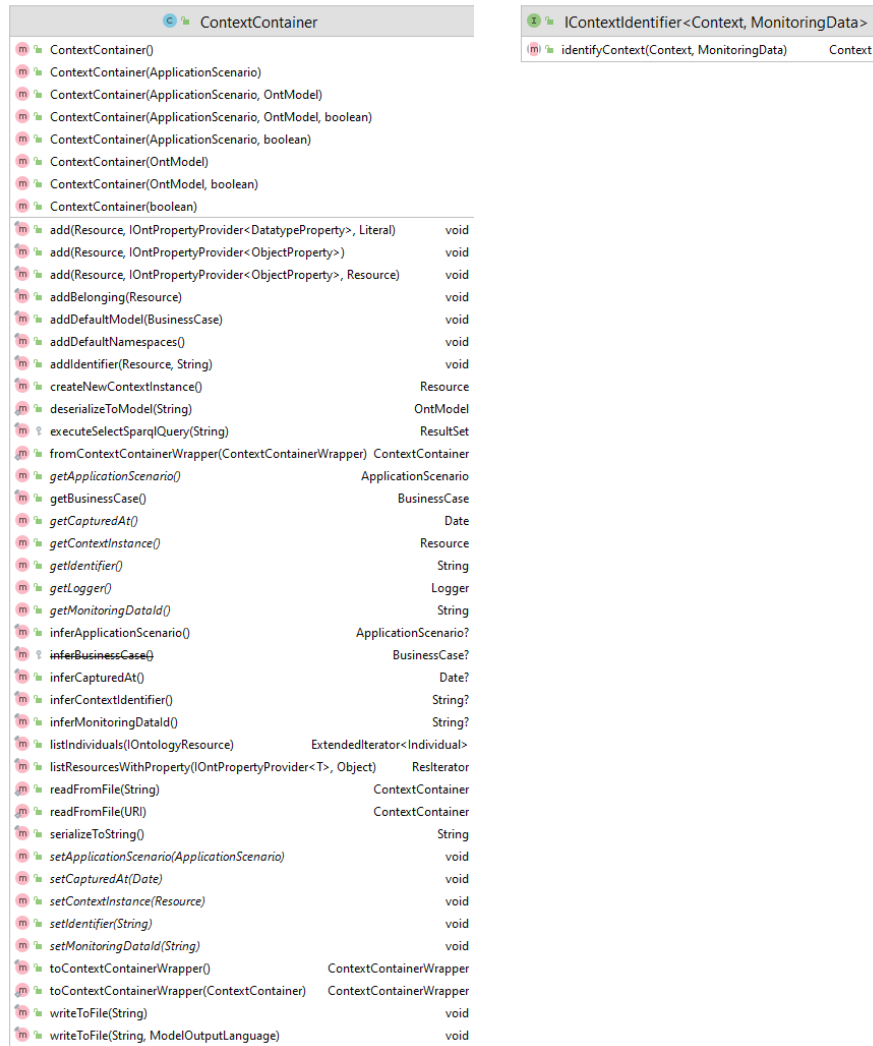 ContextContainer
ContextContainer()
ContextContainer(ApplicationScenario)
ContextContainer(ApplicationScenario, OntModel)
ContextContainer(ApplicationScenario, OntModel, boolean)
ContextContainer(ApplicationScenario, boolean)
ContextContainer(OntModel)
ContextContainer(OntModel, boolean)
ContextContainer(boolean)
add(Resource, IOntPropertyProvider<DatatypeProperty>, Literal) void
add(Resource, IOntPropertyProvider<ObjectProperty>) void
add(Resource, IOntPropertyProvider<ObjectProperty>, Resource) void
addBelonging(Resource) void
addDefaultModel(BusinessCase) void
addDefaultNamespaces() void
addIdentifier(Resource, String) void
createNewContextInstance() Resource
deserializeToModel(String) OntModel
executeSelectSparqlQuery(String) ResultSet
fromContextContainerWrapper(ContextContainerWrapper) ContextContainer
getApplicationScenario() ApplicationScenario
getBusinessCase() BusinessCase
getCapturedAt() Date
getContextInstance() Resource
getIdentifier() String
getLogger() Logger
getMonitoringDataId() String
inferApplicationScenario() ApplicationScenario?
inferBusinessCase() BusinessCase?
inferCapturedAt() Date?
inferContextIdentifier() String?
inferMonitoringDataId() String?
listIndividuals(IOntologyResource) ExtendedIterator<Individual>
listResourcesWithProperty(IOntPropertyProvider<T>, Object) ResIterator
readFromFile(String) ContextContainer
readFromFile(URI) ContextContainer
serializeToString() String
setApplicationScenario(ApplicationScenario) void
setCapturedAt(Date) void
setContextInstance(Resource) void
setIdentifier(String) void
setMonitoringDataId(String) void
toContextContainerWrapper() ContextContainerWrapper
toContextContainerWrapper(ContextContainer) ContextContainerWrapper
writeToFile(String) void
writeToFile(String, ModelOutputLanguage) void
IContextIdentifier<Context, MonitoringData>
identifyContext(Context, MonitoringData) Context